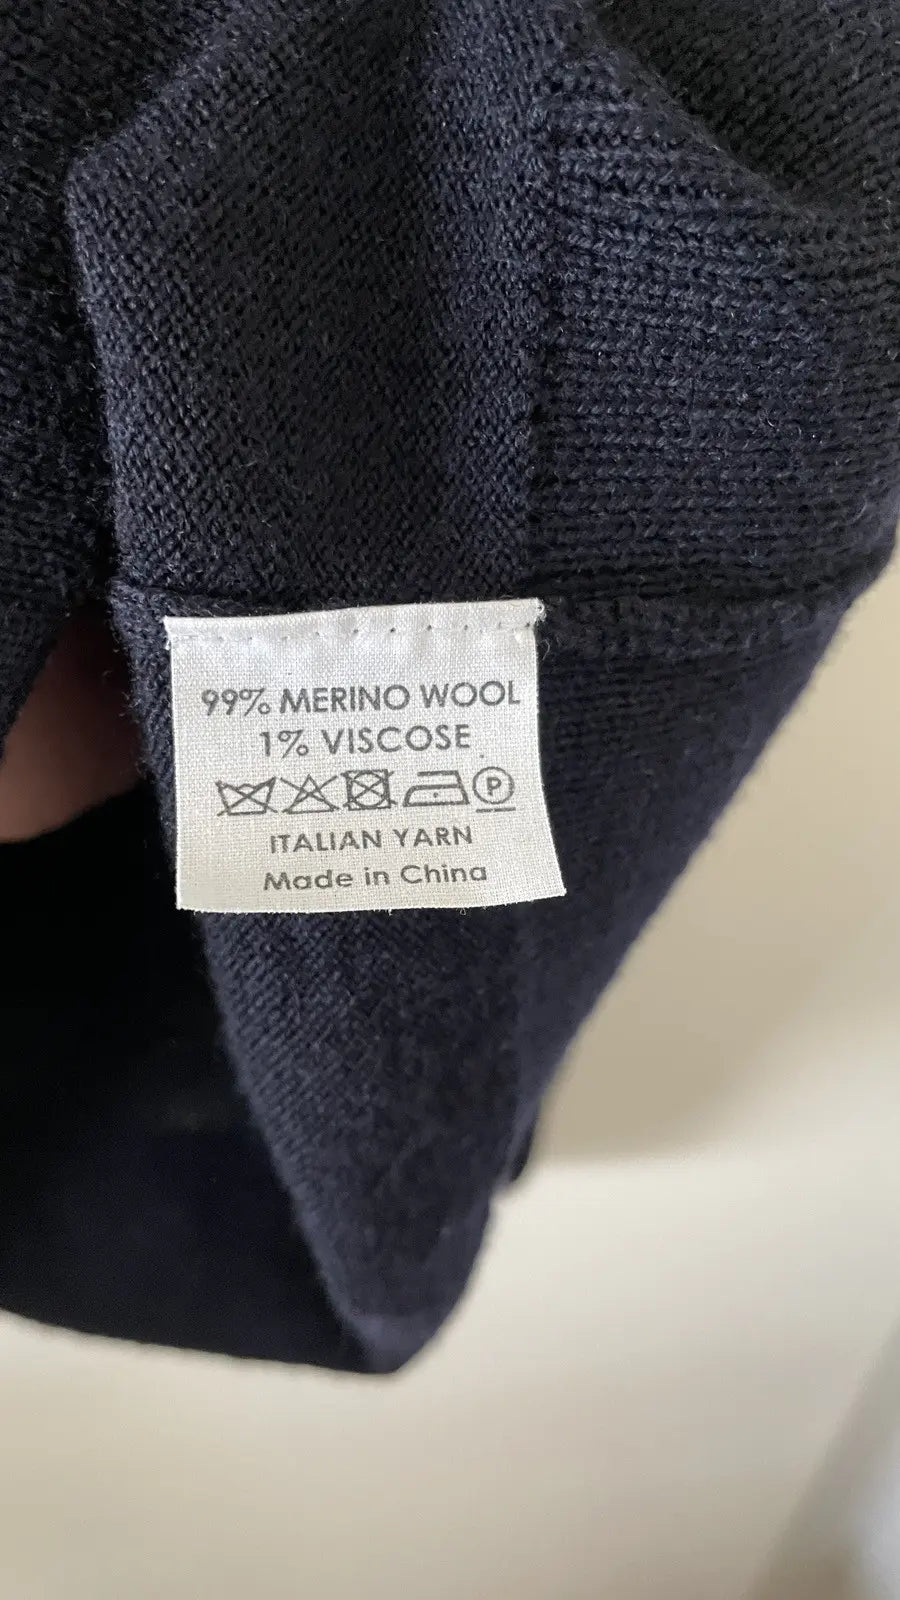 99% MERINO WOOL
1% VISCOSE
P
ITALIAN YARN
Made in China